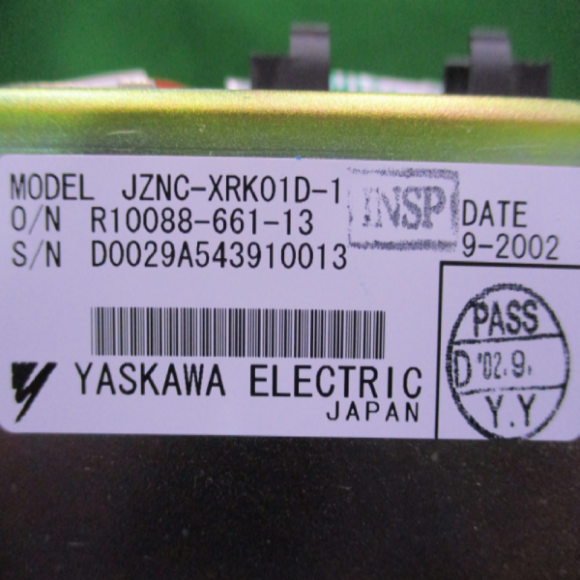 MODEL JZNC-XRK01D-1
O/N R10088-661-13
S/N D0029A543910013
INSP
DATE
9-2002
YASKAWA ELECTRIC
JAPAN
PASS
D '02.9.
Y.Y